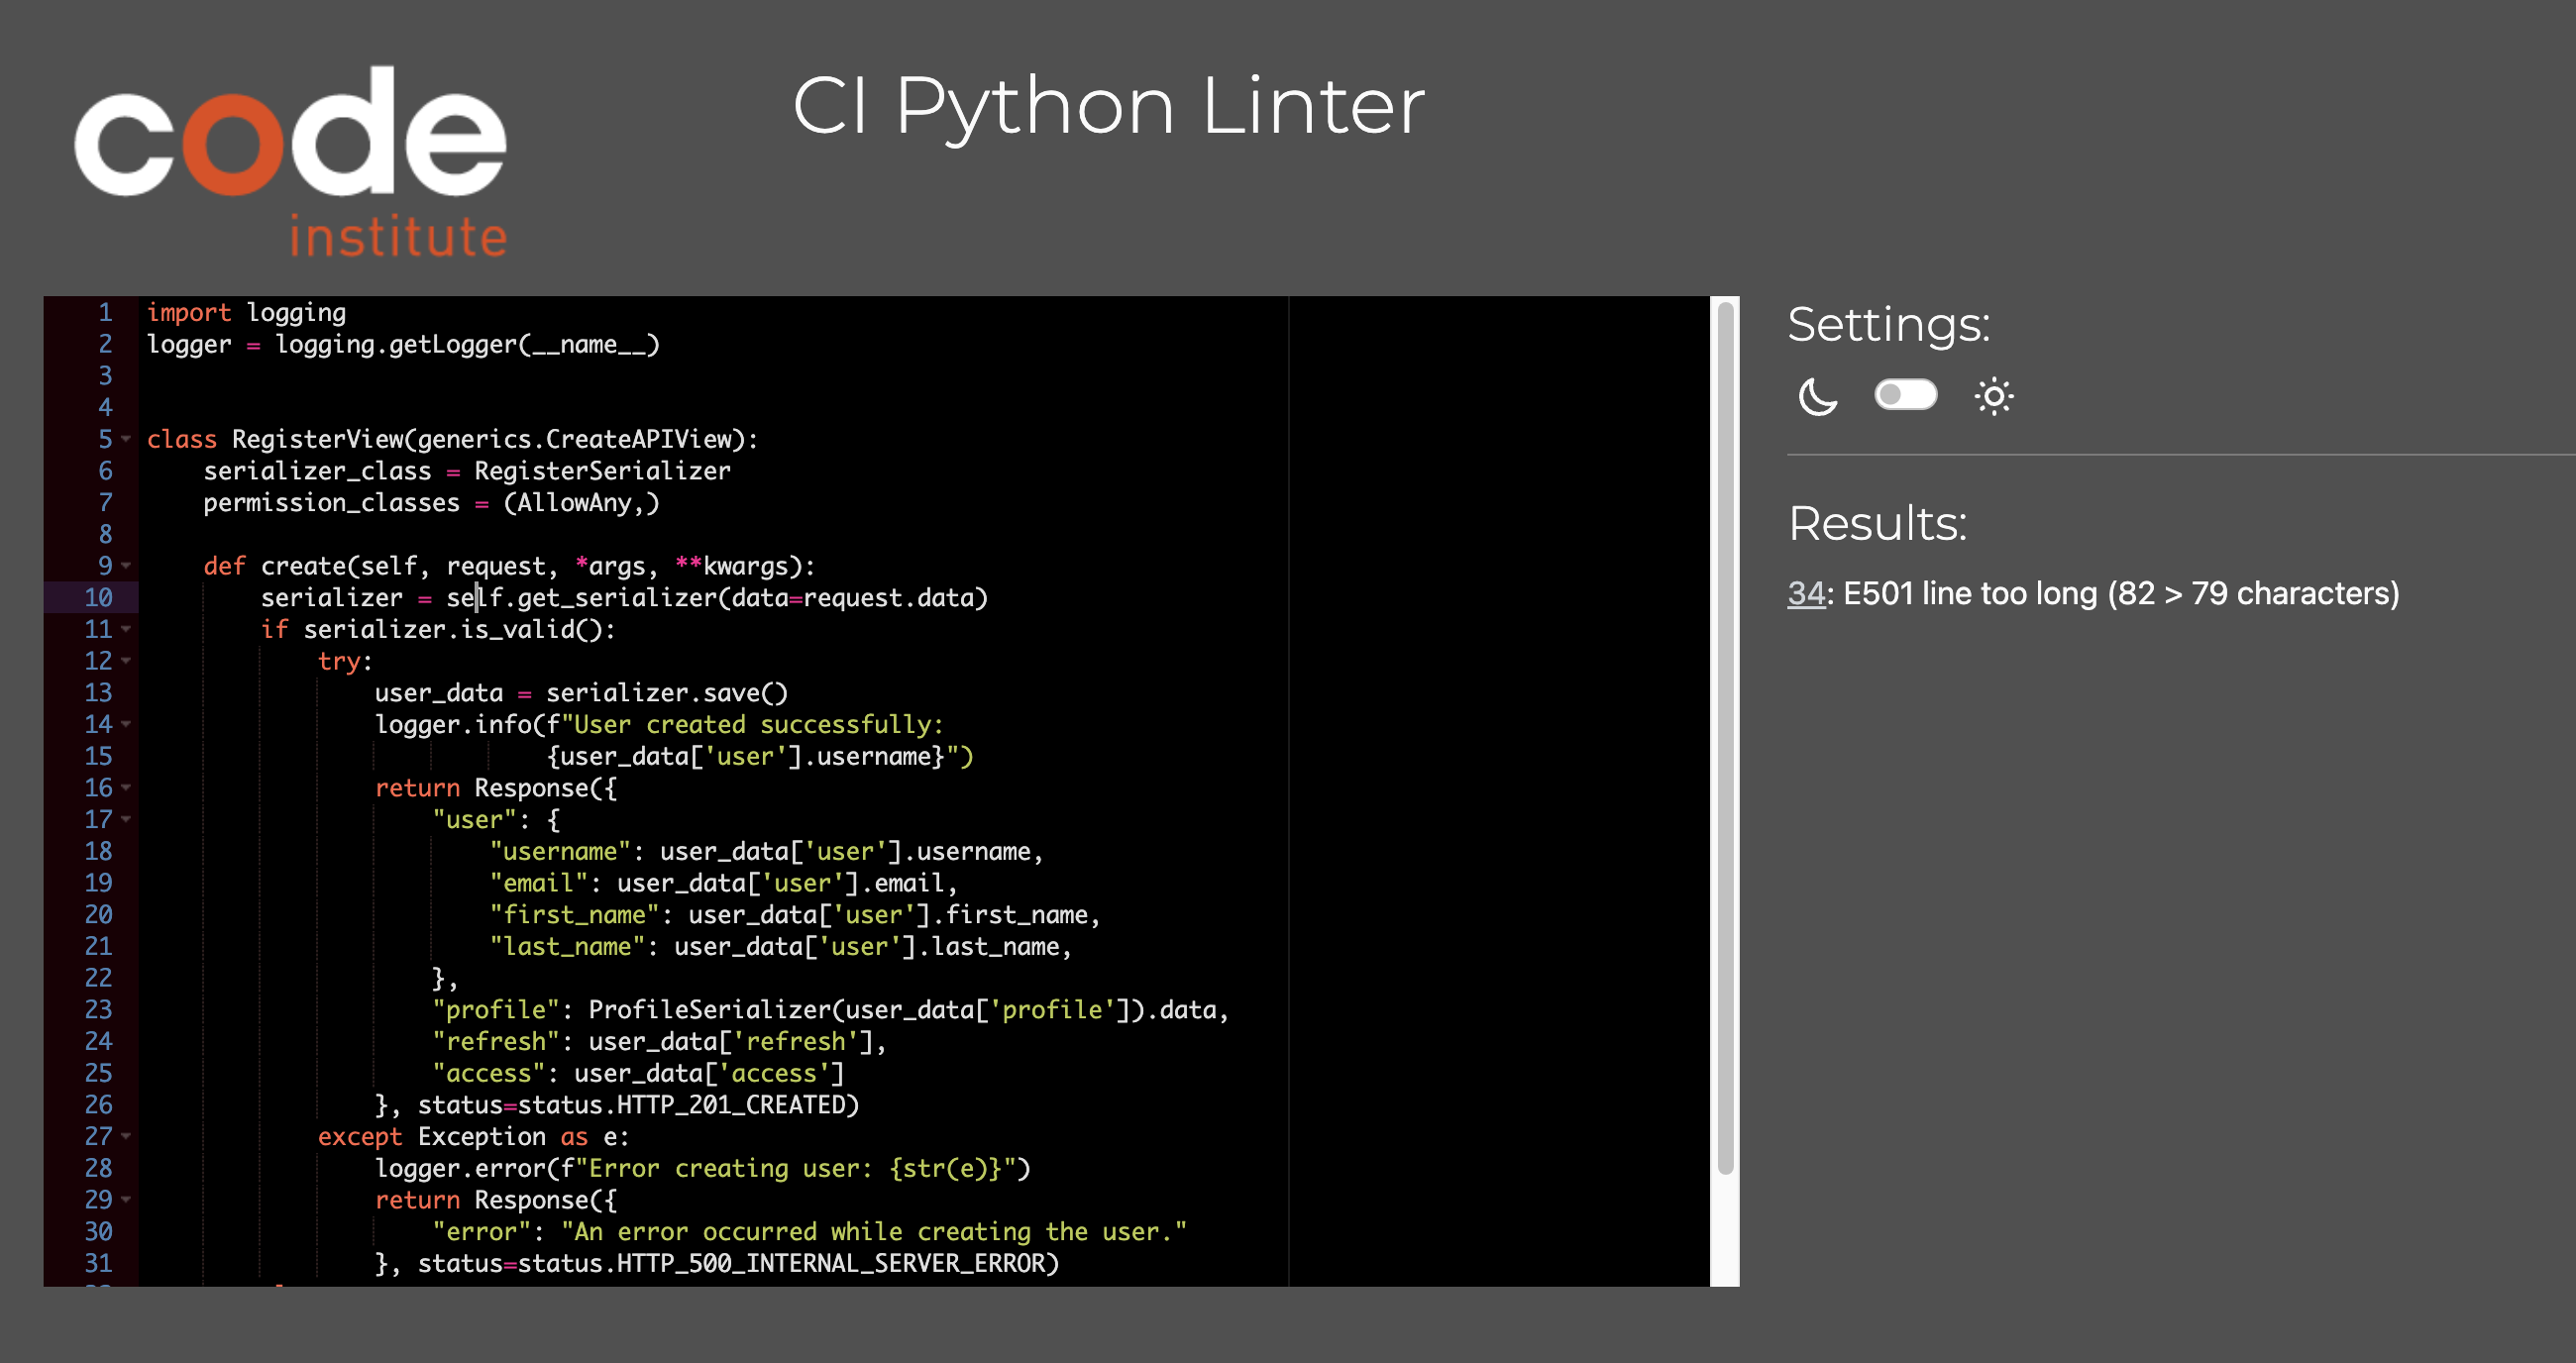 code
institute
CI Python Linter
1 import logging
2 logger = logging.getLogger(__name__)
3
4
5 class RegisterView(generics.CreateAPIView):
6     serializer_class = RegisterSerializer
7     permission_classes = (AllowAny,)
8
9     def create(self, request, *args, **kwargs):
10         serializer = self.get_serializer(data=request.data)
11         if serializer.is_valid():
12             try:
13                 user_data = serializer.save()
14                 logger.info(f"User created successfully:
15                             {user_data['user'].username}")
16                 return Response({
17                     "user": {
18                         "username": user_data['user'].username,
19                         "email": user_data['user'].email,
20                         "first_name": user_data['user'].first_name,
21                         "last_name": user_data['user'].last_name,
22                     },
23                     "profile": ProfileSerializer(user_data['profile']).data,
24                     "refresh": user_data['refresh'],
25                     "access": user_data['access']
26                 }, status=status.HTTP_201_CREATED)
27             except Exception as e:
28                 logger.error(f"Error creating user: {str(e)}")
29                 return Response({
30                     "error": "An error occurred while creating the user."
31                 }, status=status.HTTP_500_INTERNAL_SERVER_ERROR)
Settings:
Results:
34: E501 line too long (82 > 79 characters)